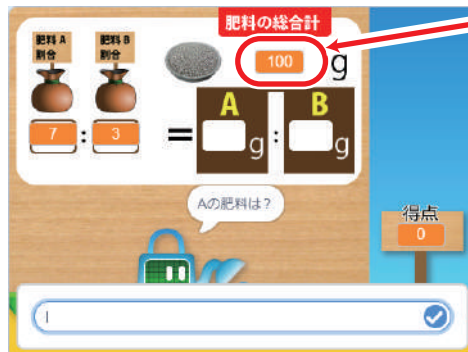 肥料の総合計
肥料A 割合
肥料B 割合
100 g
7 : 3 = A g : B g
Aの肥料は?
得点
0